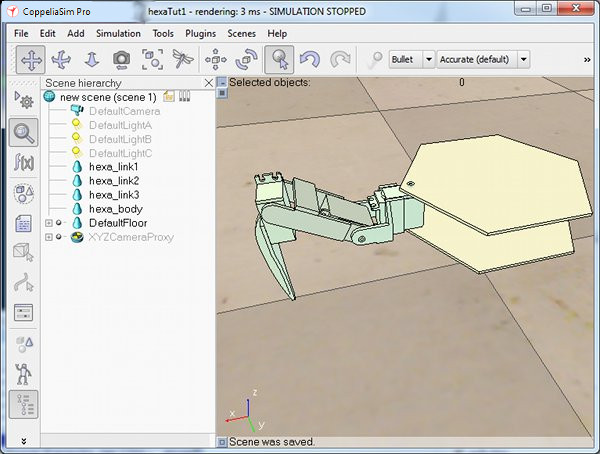 CoppeliaSim Pro
hexaTut1 - rendering: 3 ms - SIMULATION STOPPED
File Edit Add Simulation Tools Plugins Scenes Help
Bullet Accurate (default) »
Scene hierarchy
new scene (scene 1)
DefaultCamera
DefaultLightA
DefaultLightB
DefaultLightC
hexa_link1
hexa_link2
hexa_link3
hexa_body
DefaultFloor
XYZCameraProxy
f(x)
Selected objects: 0
z
x
y
Scene was saved.